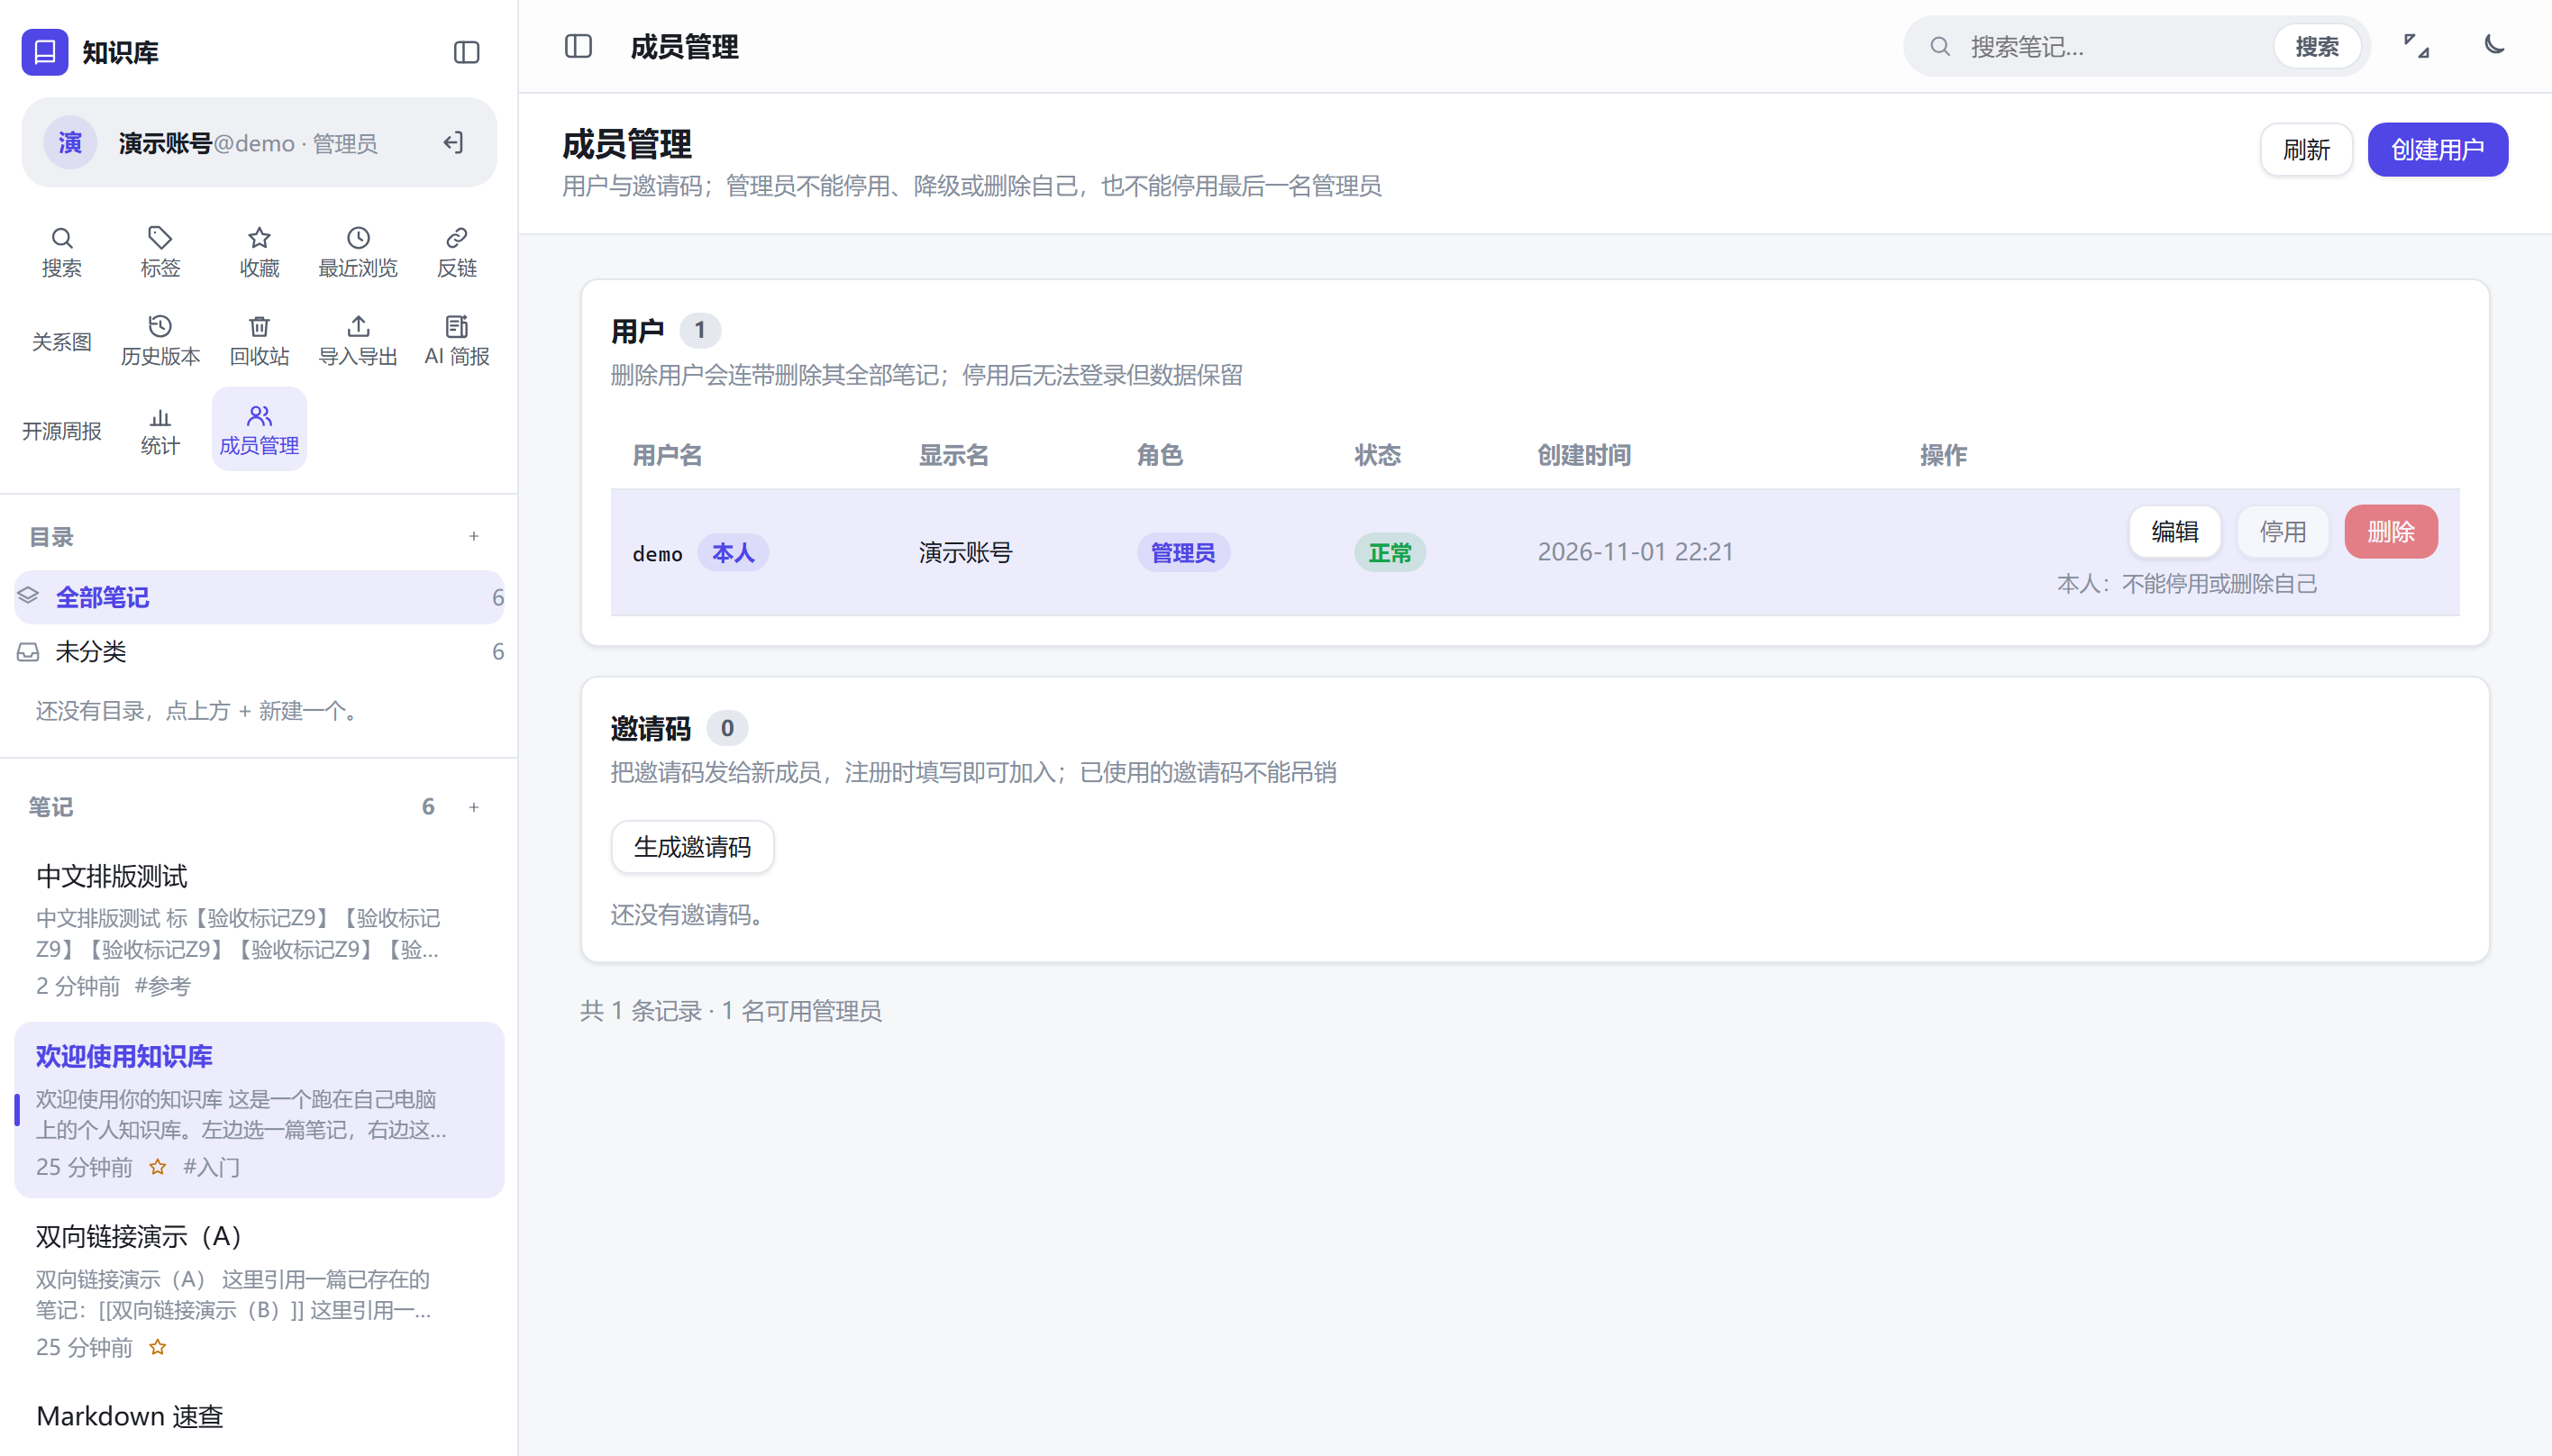 知识库
演 演示账号@demo · 管理员
搜索 标签 收藏 最近浏览 反链
关系图 历史版本 回收站 导入导出 AI 简报
开源周报 统计 成员管理
目录 +
全部笔记 6
未分类 6
还没有目录，点上方 + 新建一个。
笔记 6 +
中文排版测试
中文排版测试 标【验收标记Z9】【验收标记
Z9】【验收标记Z9】【验收标记Z9】【验...
2 分钟前 #参考
欢迎使用知识库
欢迎使用你的知识库 这是一个跑在自己电脑
上的个人知识库。左边选一篇笔记，右边这...
25 分钟前 #入门
双向链接演示（A）
双向链接演示（A） 这里引用一篇已存在的
笔记：[[双向链接演示（B）]] 这里引用一...
25 分钟前
Markdown 速查
成员管理
搜索笔记... 搜索
成员管理
用户与邀请码；管理员不能停用、降级或删除自己，也不能停用最后一名管理员
刷新 创建用户
用户 1
删除用户会连带删除其全部笔记；停用后无法登录但数据保留
用户名 显示名 角色 状态 创建时间 操作
demo 本人 演示账号 管理员 正常 2026-11-01 22:21 编辑 停用 删除
本人：不能停用或删除自己
邀请码 0
把邀请码发给新成员，注册时填写即可加入；已使用的邀请码不能吊销
生成邀请码
还没有邀请码。
共 1 条记录 · 1 名可用管理员